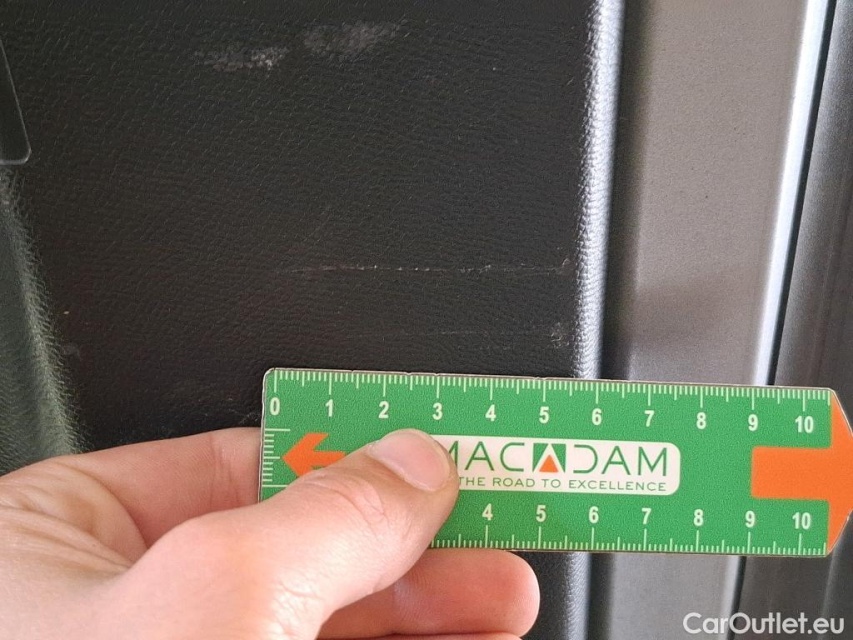 0 1 2 3 4 5 6 7 8 9 10
MACADAM
THE ROAD TO EXCELLENCE
4 5 6 7 8 9 10
CarOutlet.eu